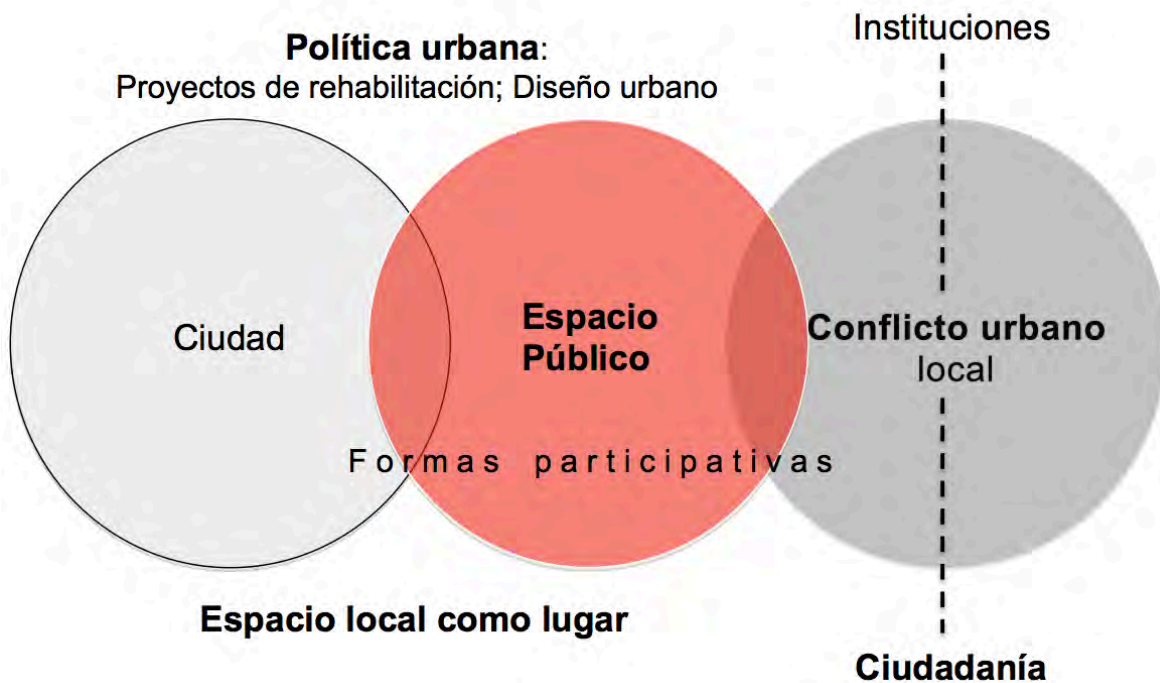 Instituciones
Política urbana:
Proyectos de rehabilitación; Diseño urbano
Ciudad
Espacio
Público
Conflicto urbano
local
Formas participativas
Espacio local como lugar
Ciudadanía